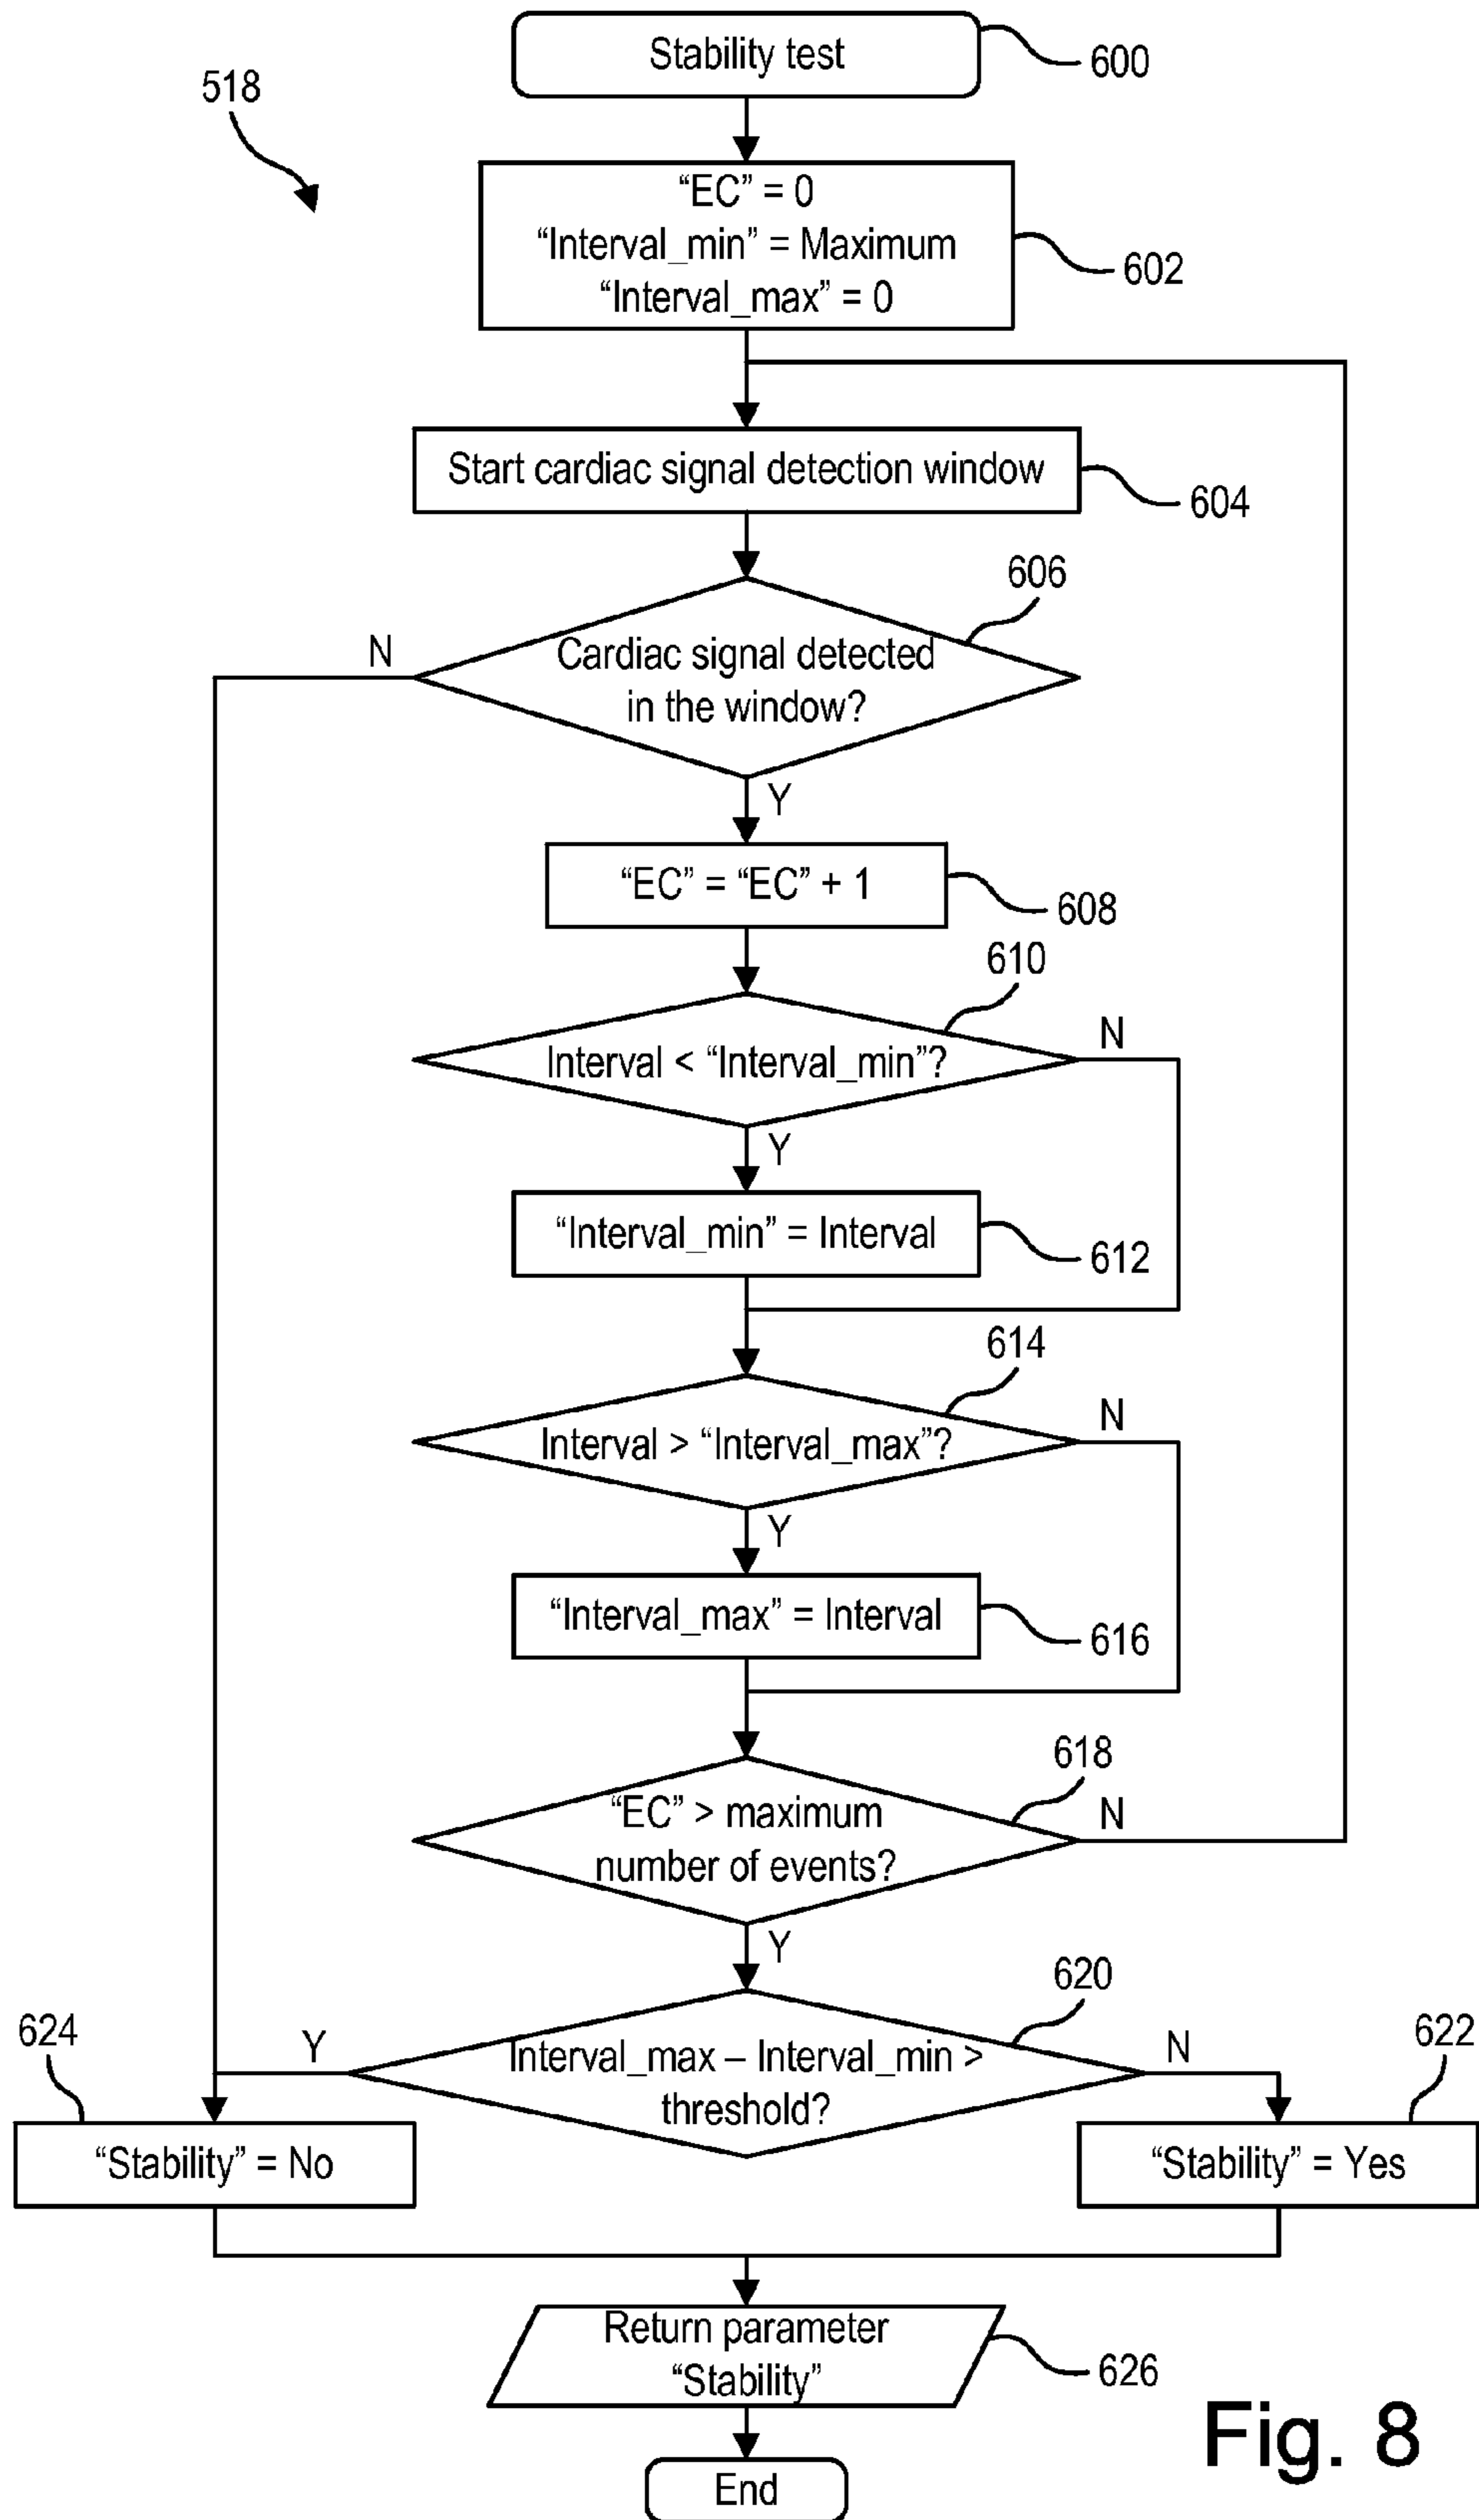 Stability test
600
518
“EC” = 0
“Interval_min” = Maximum
“Interval_max” = 0
602
Start cardiac signal detection window
604
606
N
Cardiac signal detected
in the window?
Y
“EC” = “EC” + 1
608
610
N
Interval < “Interval_min”?
Y
“Interval_min” = Interval
612
614
N
Interval > “Interval_max”?
Y
“Interval_max” = Interval
616
618
N
“EC” > maximum
number of events?
Y
620
624
Y
Interval_max – Interval_min >
threshold?
N
622
“Stability” = No
“Stability” = Yes
Return parameter
“Stability”
626
End
Fig. 8